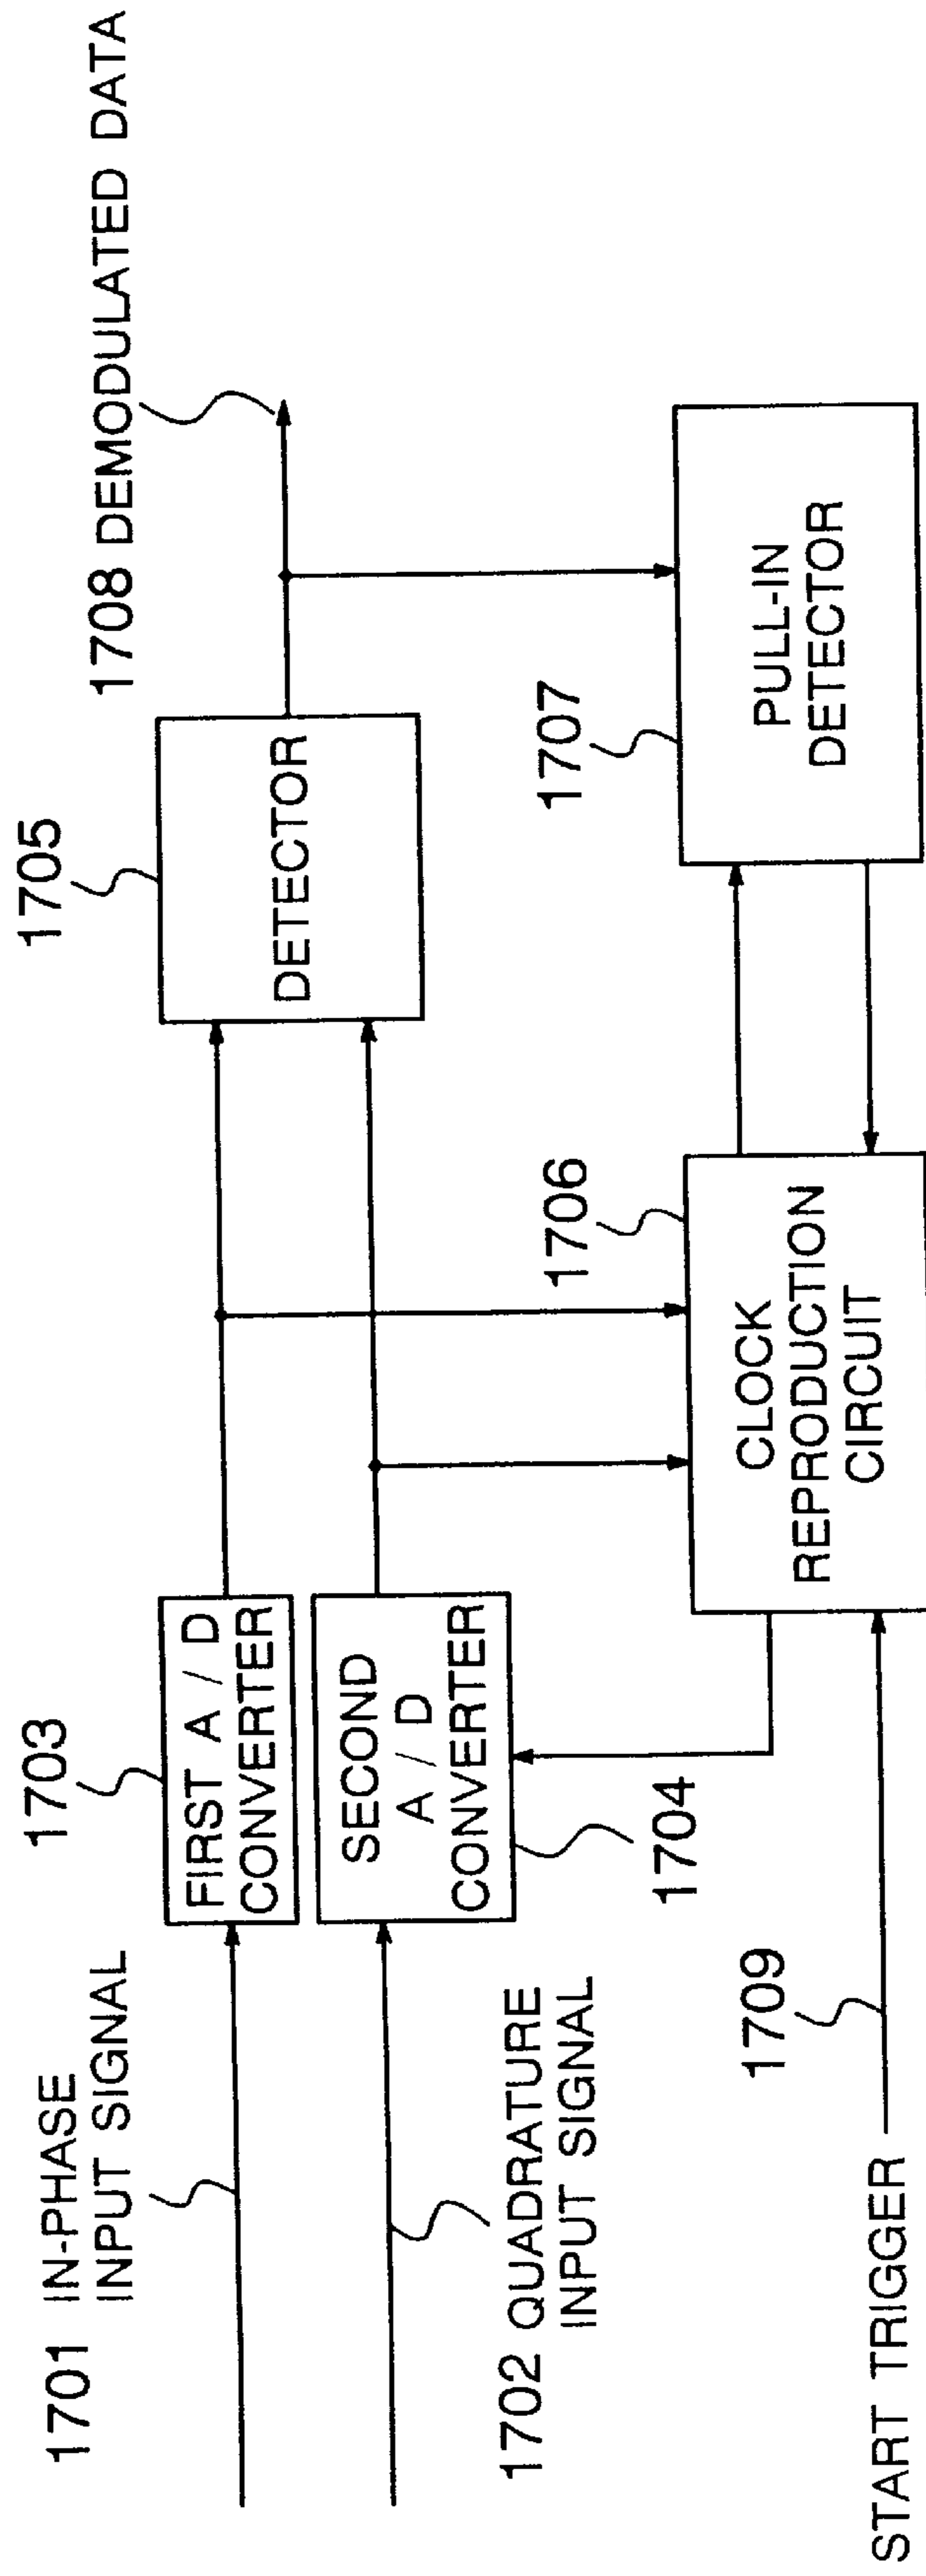 1701 IN-PHASE
INPUT SIGNAL
1702 QUADRATURE
INPUT SIGNAL
1703
FIRST A / D
CONVERTER
SECOND
A / D
CONVERTER
1704
1705
DETECTOR
1708 DEMODULATED DATA
1706
CLOCK
REPRODUCTION
CIRCUIT
1707
PULL-IN
DETECTOR
START TRIGGER
1709